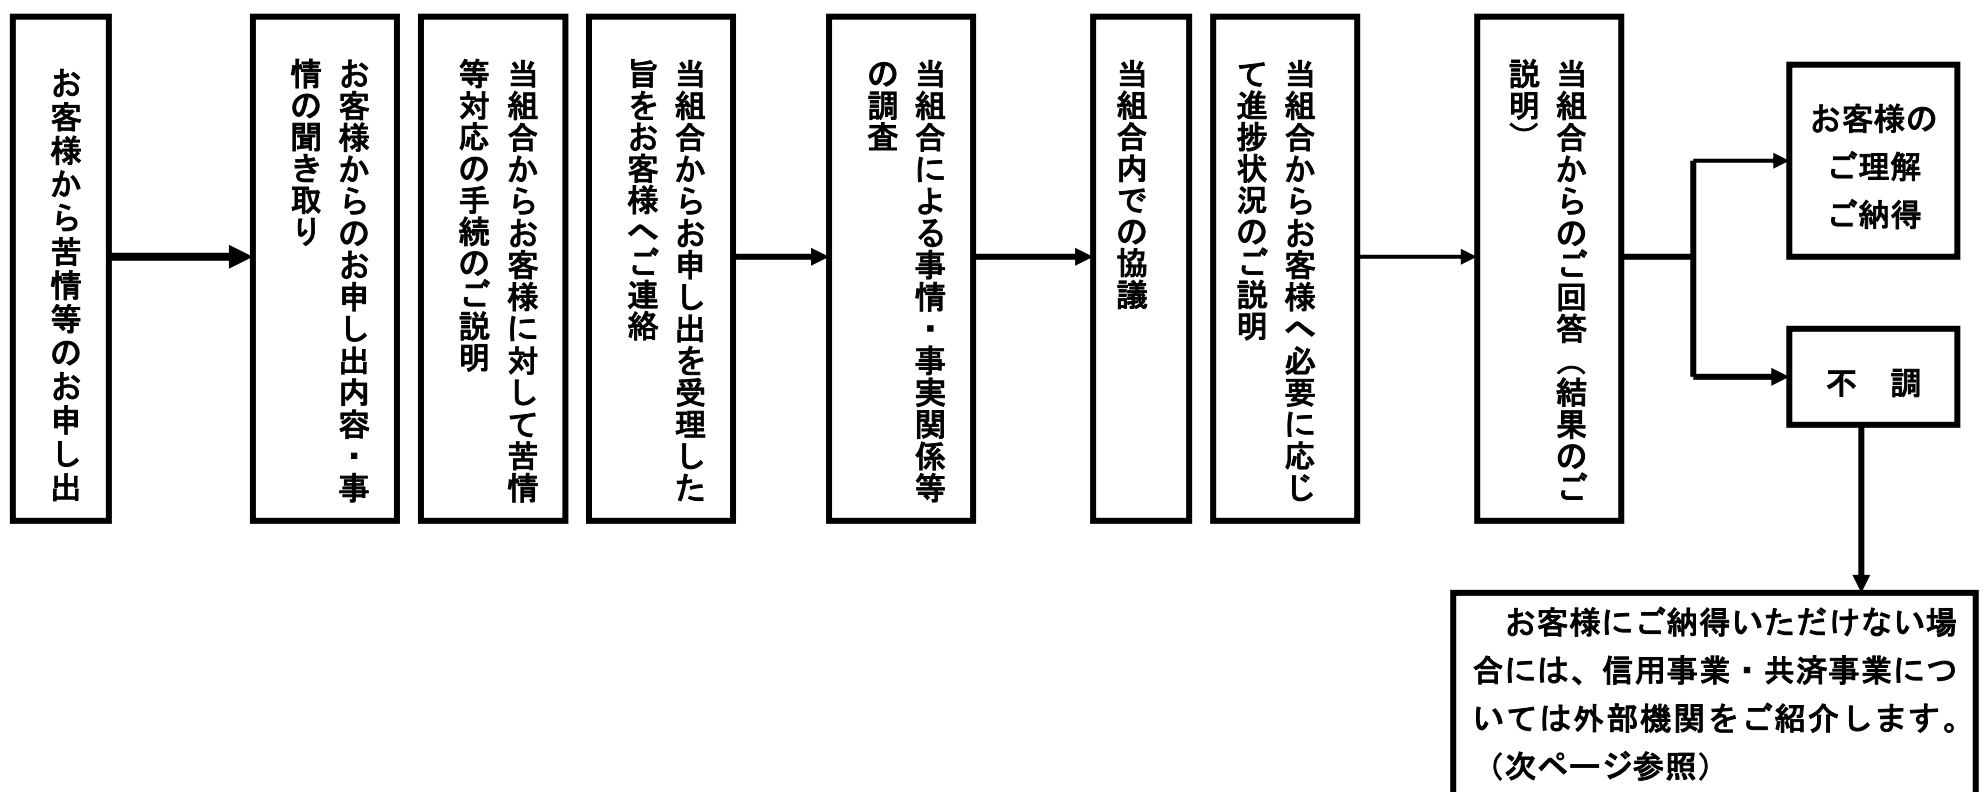 お客様から苦情等のお申し出
お客様からのお申し出内容・事
情の聞き取り
当組合からお客様に対して苦情
等対応の手続のご説明
当組合からお申し出を受理した
旨をお客様へご連絡
当組合による事情・事実関係等
の調査
当組合内での協議
当組合からお客様へ必要に応じ
て進捗状況のご説明
当組合からのご回答（結果のご
説明）
お客様の
ご理解
ご納得
不　調
お客様にご納得いただけない場
合には、信用事業・共済事業につ
いては外部機関をご紹介します。
（次ページ参照）